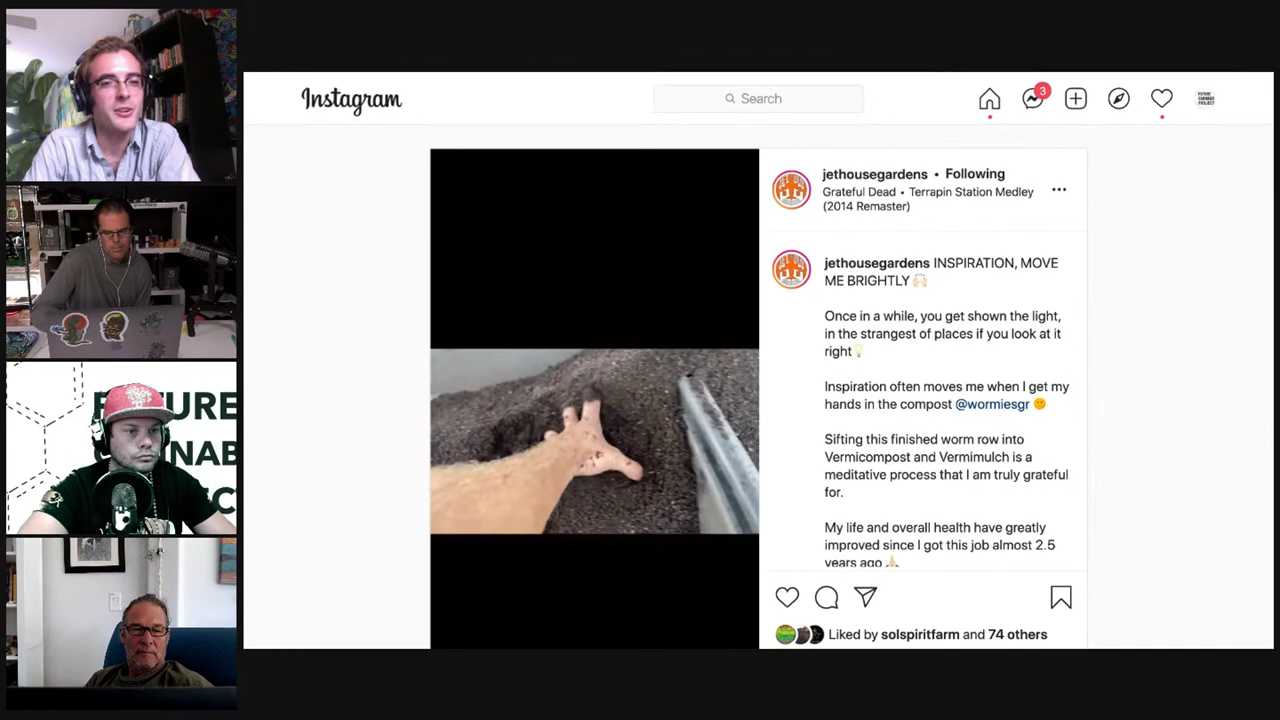 Instagram
Search
3
jethousegardens • Following
Grateful Dead • Terrapin Station Medley
(2014 Remaster)
jethousegardens INSPIRATION, MOVE
ME BRIGHTLY 🙌🏻
Once in a while, you get shown the light,
in the strangest of places if you look at it
right💡
Inspiration often moves me when I get my
hands in the compost @wormiesgr 🙂
Sifting this finished worm row into
Vermicompost and Vermimulch is a
meditative process that I am truly grateful
for.
My life and overall health have greatly
improved since I got this job almost 2.5
years ago 🙏🏻
Liked by solspiritfarm and 74 others